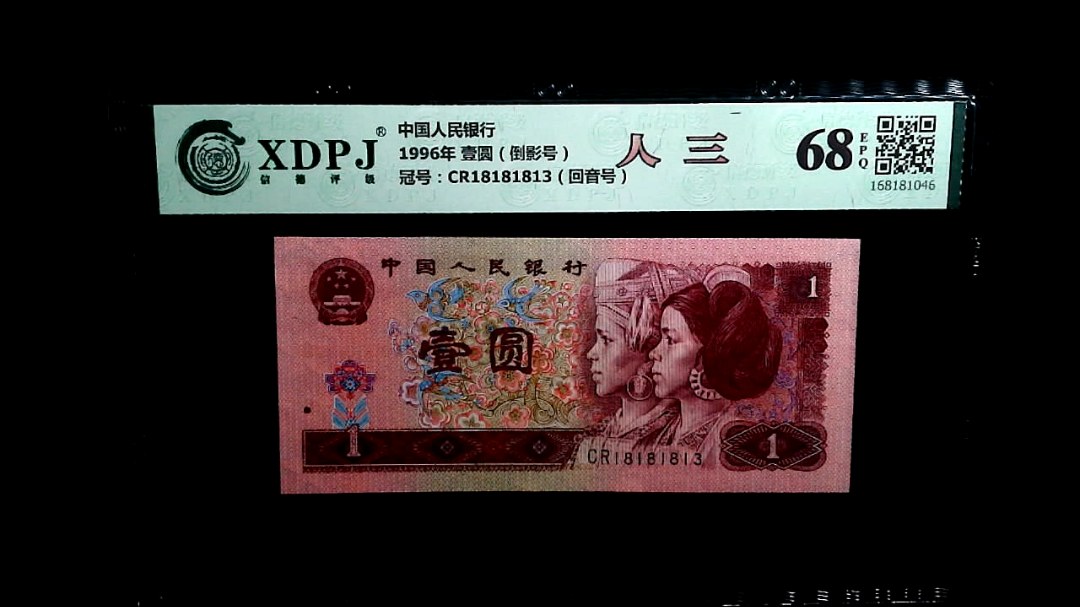 XDPJ®
信德评级
中国人民银行
1996年 壹圆（倒影号）
冠号：CR18181813（回音号）
人 三
68
EPQ
168181046
中国人民银行
1
壹圆
1
CR18181813
1